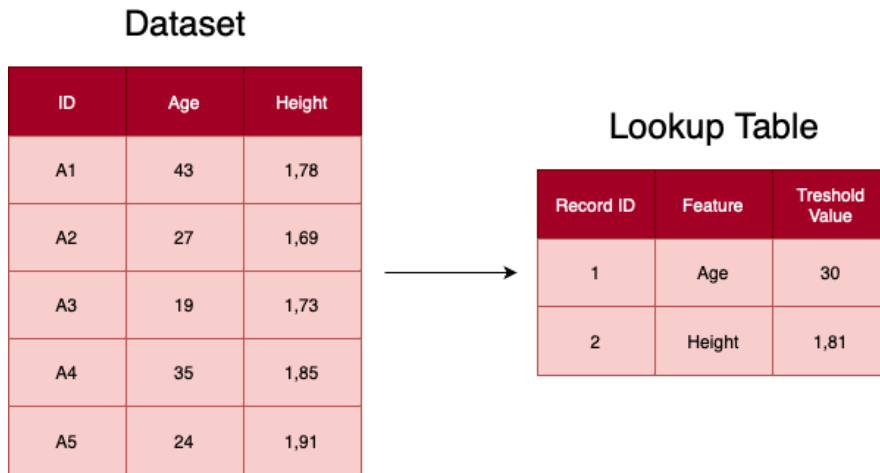 Dataset
ID Age Height
A1 43 1,78
A2 27 1,69
A3 19 1,73
A4 35 1,85
A5 24 1,91
Lookup Table
Record ID Feature Treshold
Value
1 Age 30
2 Height 1,81